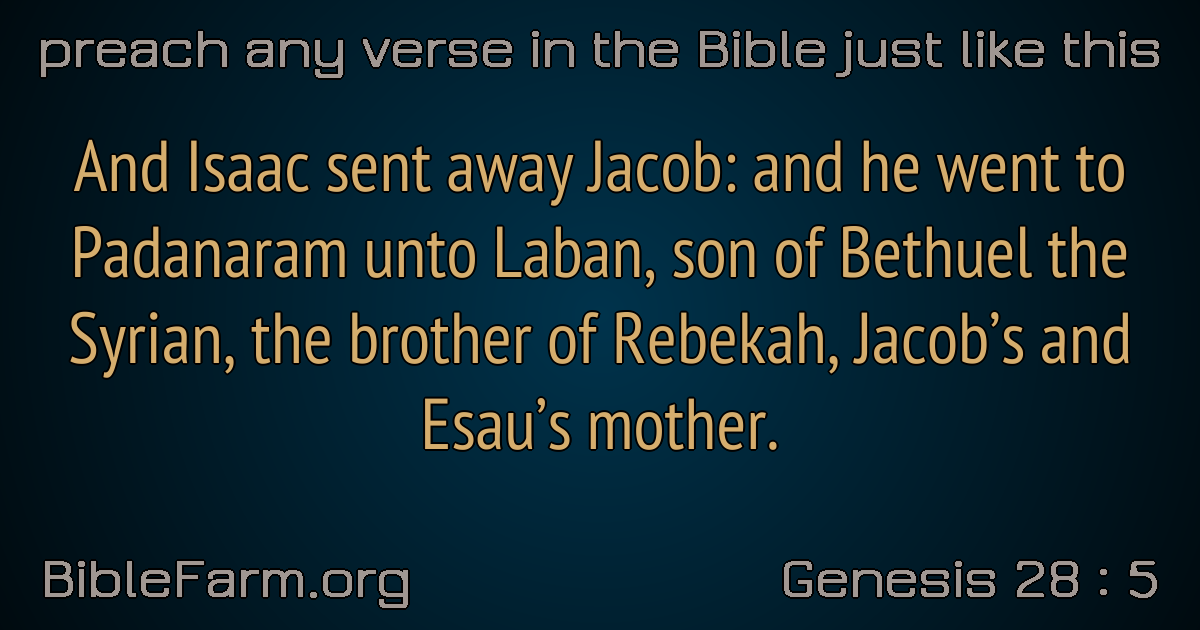 preach any verse in the Bible just like this
And Isaac sent away Jacob: and he went to
Padanaram unto Laban, son of Bethuel the
Syrian, the brother of Rebekah, Jacob’s and
Esau’s mother.
BibleFarm.org
Genesis 28 : 5